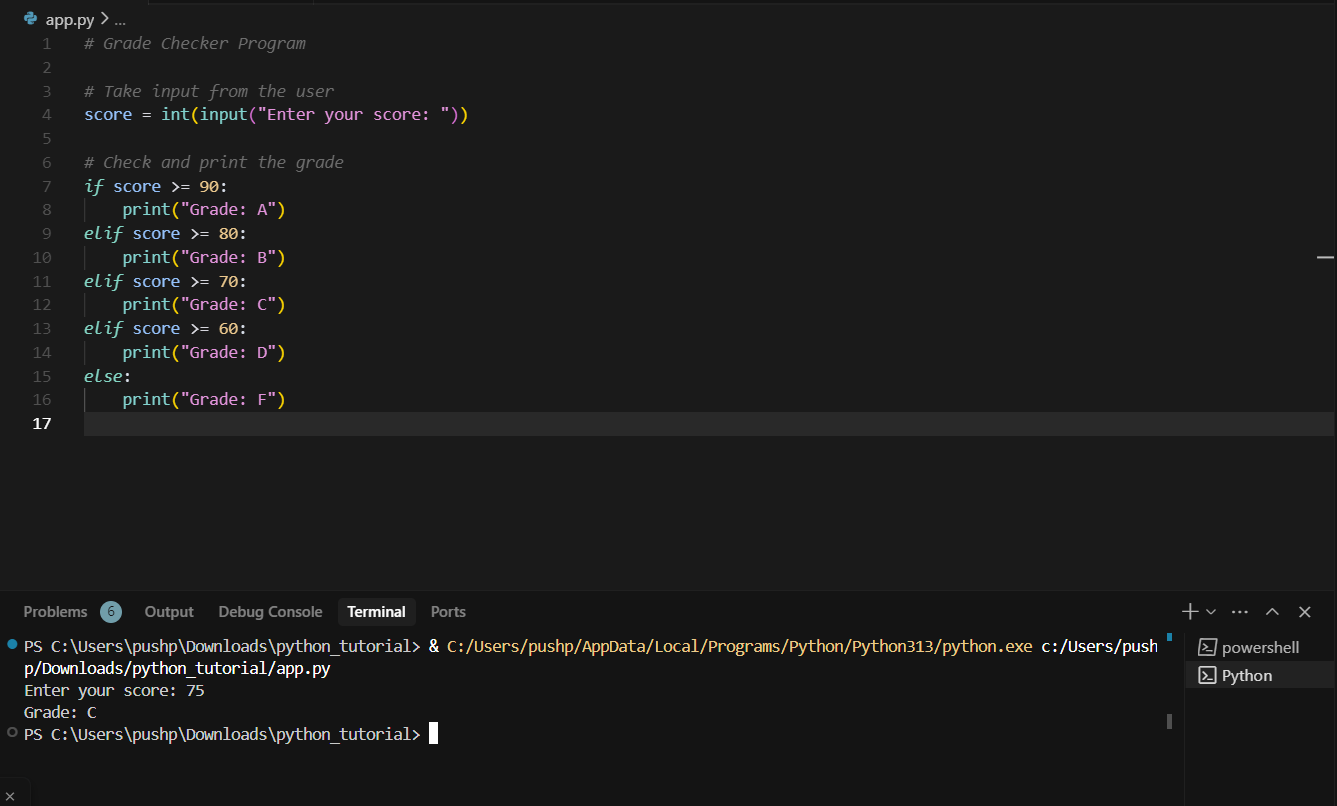 app.py > ...
1 # Grade Checker Program
2
3 # Take input from the user
4 score = int(input("Enter your score: "))
5
6 # Check and print the grade
7 if score >= 90:
8     print("Grade: A")
9 elif score >= 80:
10     print("Grade: B")
11 elif score >= 70:
12     print("Grade: C")
13 elif score >= 60:
14     print("Grade: D")
15 else:
16     print("Grade: F")
17
Problems 6 Output Debug Console Terminal Ports
PS C:\Users\pushp\Downloads\python_tutorial> & C:/Users/pushp/AppData/Local/Programs/Python/Python313/python.exe c:/Users/push
p/Downloads/python_tutorial/app.py
Enter your score: 75
Grade: C
PS C:\Users\pushp\Downloads\python_tutorial>
powershell
Python